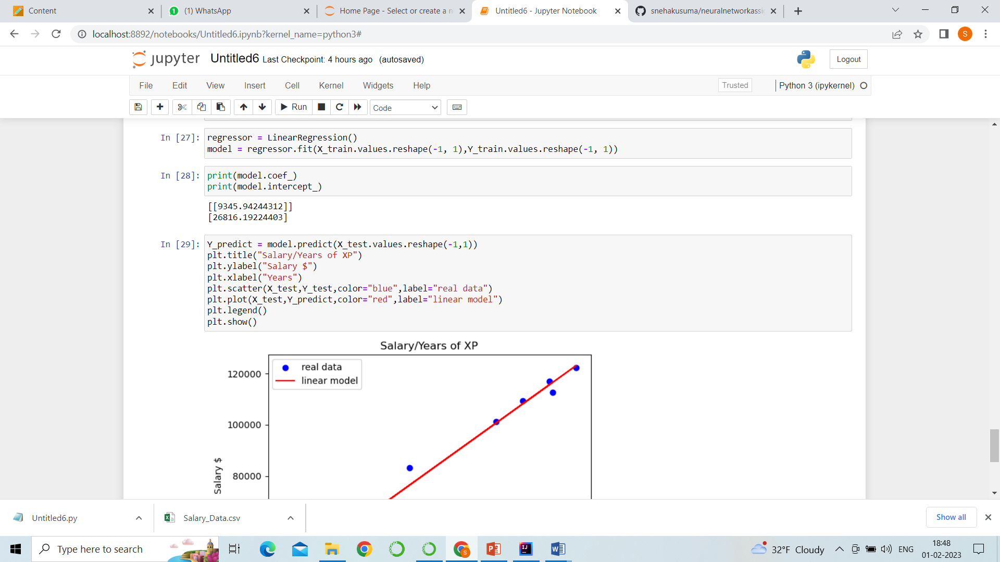 Content
(1) WhatsApp
Home Page - Select or create a n
Untitled6 - Jupyter Notebook
snehakusuma/neuralnetworkassi
localhost:8892/notebooks/Untitled6.ipynb?kernel_name=python3#
S
jupyter Untitled6 Last Checkpoint: 4 hours ago (autosaved)
Logout
File Edit View Insert Cell Kernel Widgets Help
Trusted
Python 3 (ipykernel)
Run
Code
In [27]:
regressor = LinearRegression()
model = regressor.fit(X_train.values.reshape(-1, 1),Y_train.values.reshape(-1, 1))
In [28]:
print(model.coef_)
print(model.intercept_)
[[9345.94244312]]
[26816.19224403]
In [29]:
Y_predict = model.predict(X_test.values.reshape(-1,1))
plt.title("Salary/Years of XP")
plt.ylabel("Salary $")
plt.xlabel("Years")
plt.scatter(X_test,Y_test,color="blue",label="real data")
plt.plot(X_test,Y_predict,color="red",label="linear model")
plt.legend()
plt.show()
Salary/Years of XP
real data
linear model
120000
100000
80000
Salary $
Untitled6.py
Salary_Data.csv
Show all
Type here to search
32°F Cloudy
ENG
18:48
01-02-2023